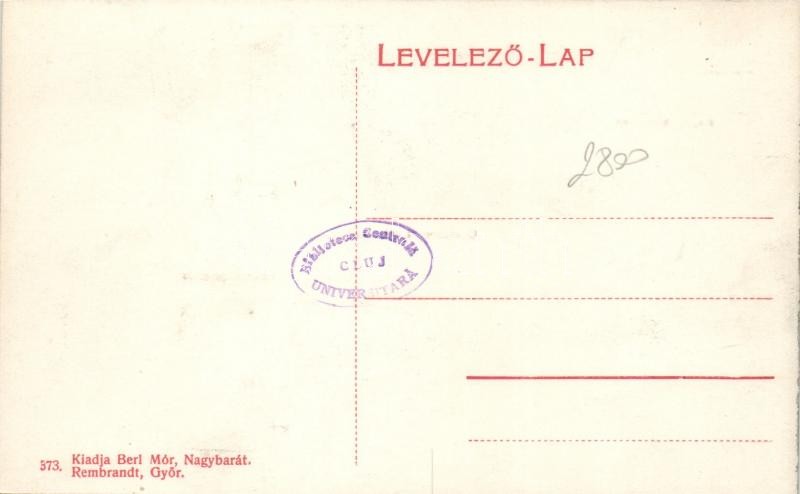 LEVELEZŐ-LAP
2800
Biblioteca Centrală
CLUJ
UNIVERSITARĂ
573. Kiadja Berl Mór, Nagybarát.
Rembrandt, Győr.